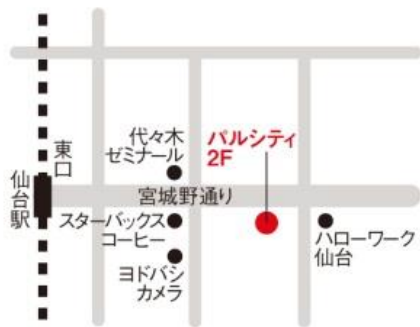 代々木
ゼミナール
パルシティ
2F
東口
仙台駅
宮城野通り
スターバックス
コーヒー
ハローワーク
仙台
ヨドバシ
カメラ